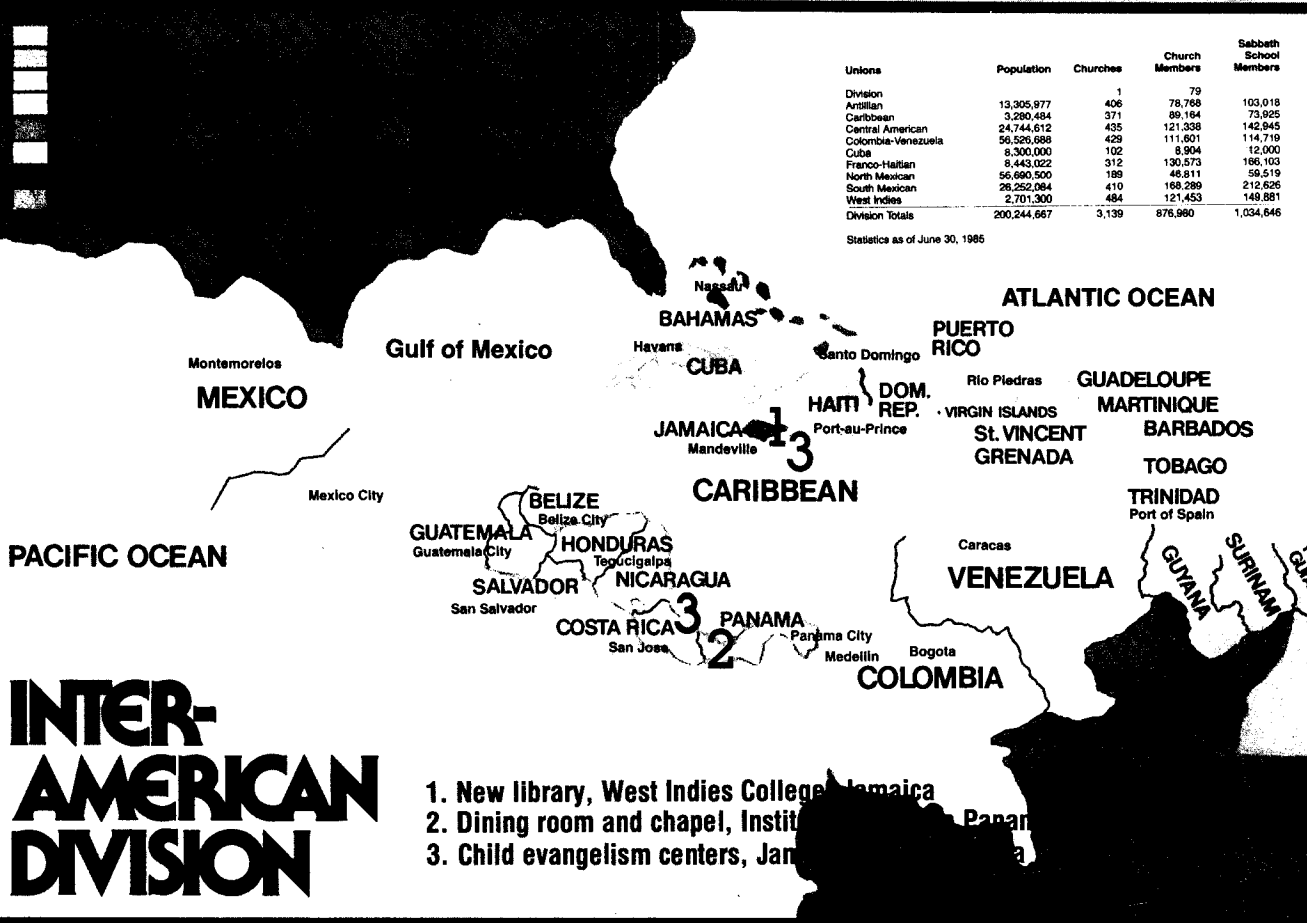 Unions Population Churches Church Members Sabbath School Members
Division 1 79
Antillian 13,305,977 406 78,768 103,018
Caribbean 3,280,484 371 89,164 73,925
Central American 24,744,612 435 121,338 142,945
Colombia-Venezuela 56,526,688 429 111,601 114,719
Cuba 8,300,000 102 8,904 12,000
Franco-Haitian 8,443,022 312 130,573 166,103
North Mexican 56,690,500 189 46,811 59,519
South Mexican 26,252,084 410 168,289 212,626
West Indies 2,701,300 484 121,453 149,881
Division Totals 200,244,667 3,139 876,980 1,034,646
Statistics as of June 30, 1985
Nassau
BAHAMAS
ATLANTIC OCEAN
Gulf of Mexico
Havana
CUBA
Santo Domingo
PUERTO
RICO
Montemorelos
MEXICO
Rio Piedras
GUADELOUPE
HAITI
DOM.
REP.
VIRGIN ISLANDS
MARTINIQUE
JAMAICA
1
Port-au-Prince
St. VINCENT
BARBADOS
Mandeville
3
GRENADA
TOBAGO
CARIBBEAN
TRINIDAD
Port of Spain
Mexico City
BELIZE
Belize City
GUATEMALA
Guatemala City
HONDURAS
Tegucigalpa
PACIFIC OCEAN
Caracas
VENEZUELA
GUYANA
SURINAM
SALVADOR
San Salvador
NICARAGUA
COSTA RICA
3
San Jose
PANAMA
Panama City
2
Medellin
Bogota
COLOMBIA
INTER-
AMERICAN
DIVISION
1. New library, West Indies College, Jamaica
2. Dining room and chapel,
3. Child evangelism centers,